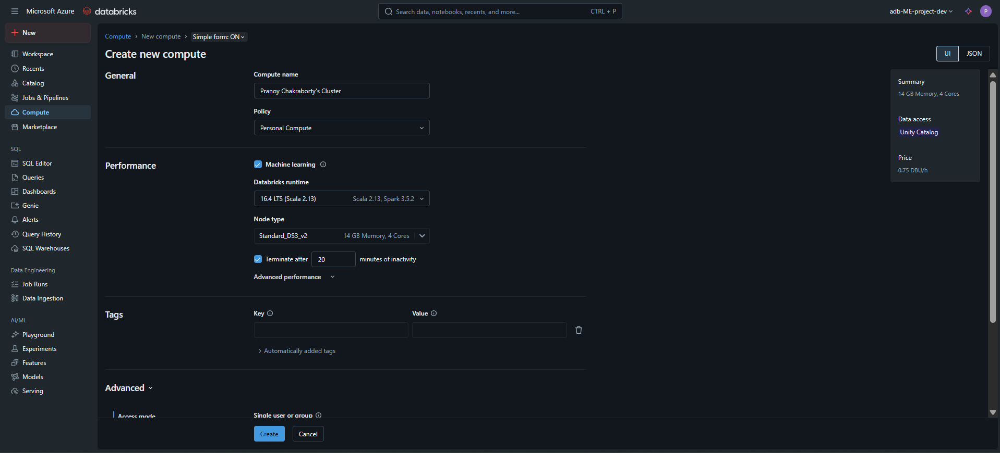 Microsoft Azure databricks
Search data, notebooks, recents, and more... CTRL + P
adb-ME-project-dev
P
New
Workspace
Recents
Catalog
Jobs & Pipelines
Compute
Marketplace
SQL
SQL Editor
Queries
Dashboards
Genie
Alerts
Query History
SQL Warehouses
Data Engineering
Job Runs
Data Ingestion
AI/ML
Playground
Experiments
Features
Models
Serving
Compute › New compute › Simple form: ON
Create new compute
UI JSON
General
Compute name
Pranoy Chakraborty's Cluster
Policy
Personal Compute
Performance
Machine learning
Databricks runtime
16.4 LTS (Scala 2.13) Scala 2.13, Spark 3.5.2
Node type
Standard_DS3_v2 14 GB Memory, 4 Cores
Terminate after 20 minutes of inactivity
Advanced performance
Tags
Key Value
Automatically added tags
Advanced
Access mode Single user or group
Create Cancel
Summary
14 GB Memory, 4 Cores
Data access
Unity Catalog
Price
0.75 DBU/h